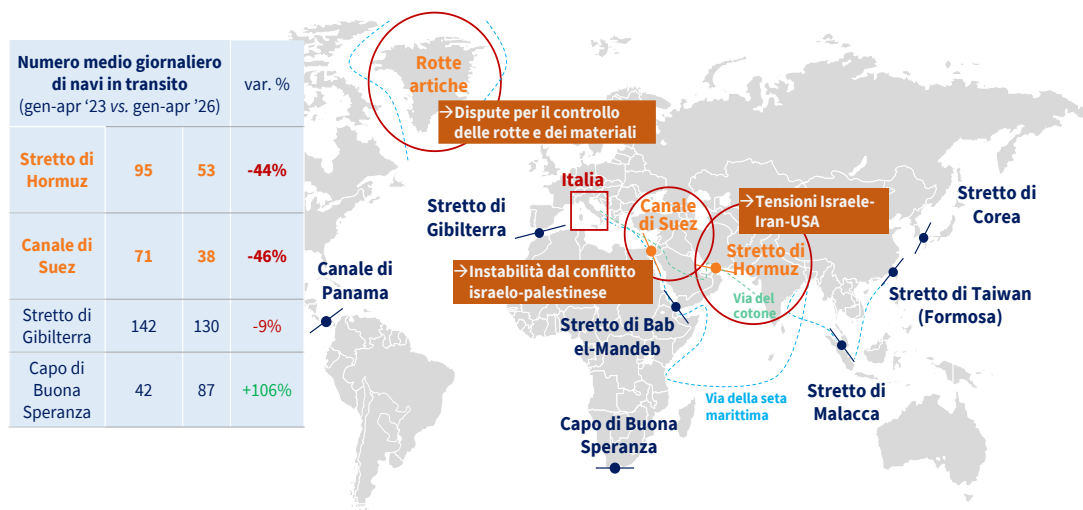 Numero medio giornaliero
di navi in transito
(gen-apr ‘23 vs. gen-apr ’26)
var. %
Stretto di
Hormuz
95
53
-44%
Canale di
Suez
71
38
-46%
Stretto di
Gibilterra
142
130
-9%
Capo di
Buona
Speranza
42
87
+106%
Rotte
artiche
→Dispute per il controllo
delle rotte e dei materiali
Italia
Stretto di
Gibilterra
Canale
di Suez
→Tensioni Israele-
Iran-USA
Stretto di
Hormuz
Stretto di
Corea
→Instabilità dal conflitto
israelo-palestinese
Canale di
Panama
Via del
cotone
Stretto di Taiwan
(Formosa)
Stretto di Bab
el-Mandeb
Stretto di
Malacca
Via della seta
marittima
Capo di Buona
Speranza